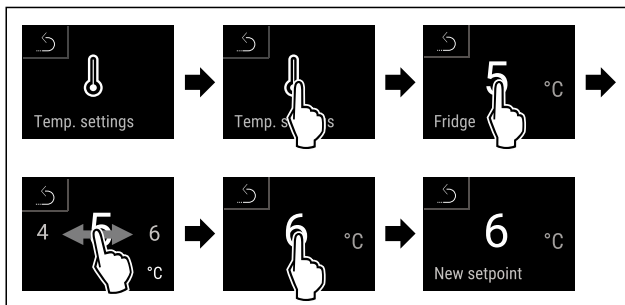 Temp. settings
Temp. s s
5 °C
Fridge
4 5 6
°C
6 °C
6 °C
New setpoint